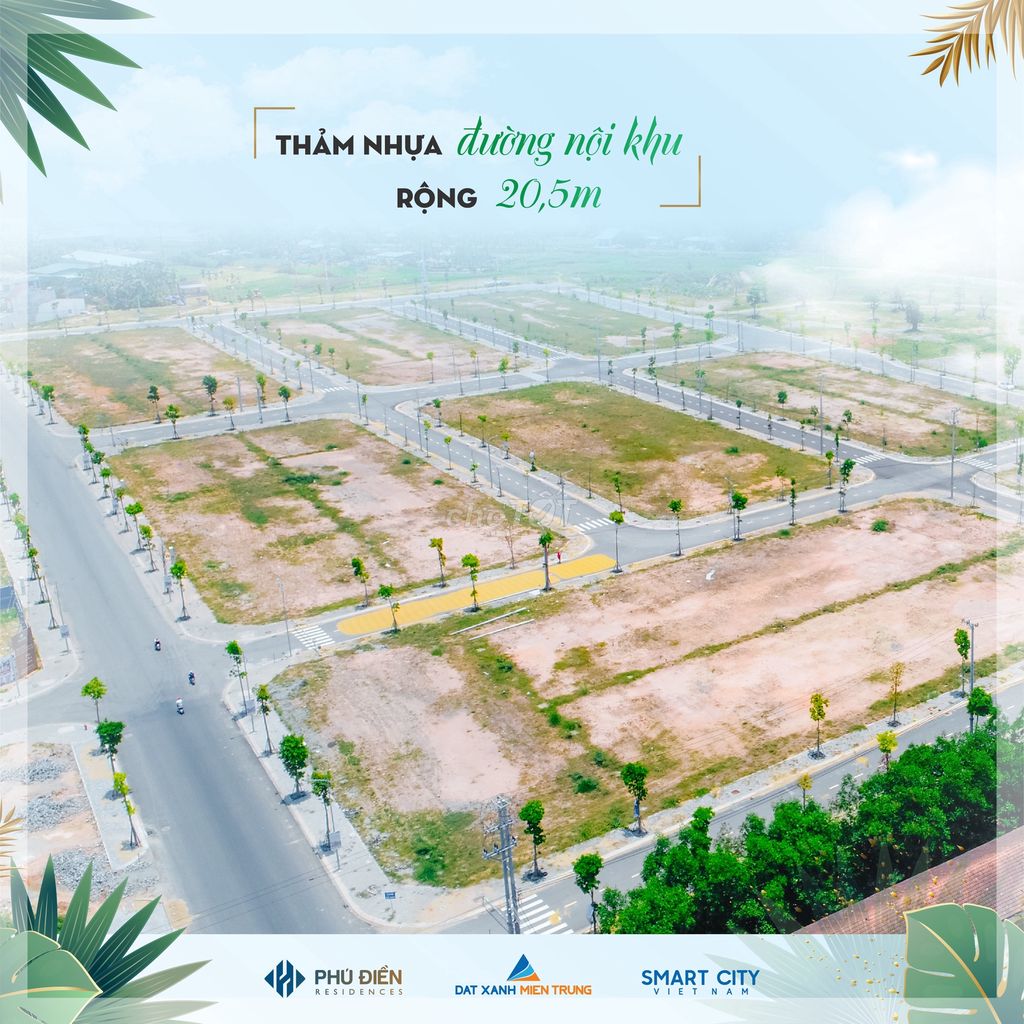 THẢM NHỰA đường nội khu
RỘNG 20,5m
chợTỐT
PHÚ ĐIỀN
RESIDENCES
DAT XANH MIEN TRUNG
SMART CITY
VIET NAM